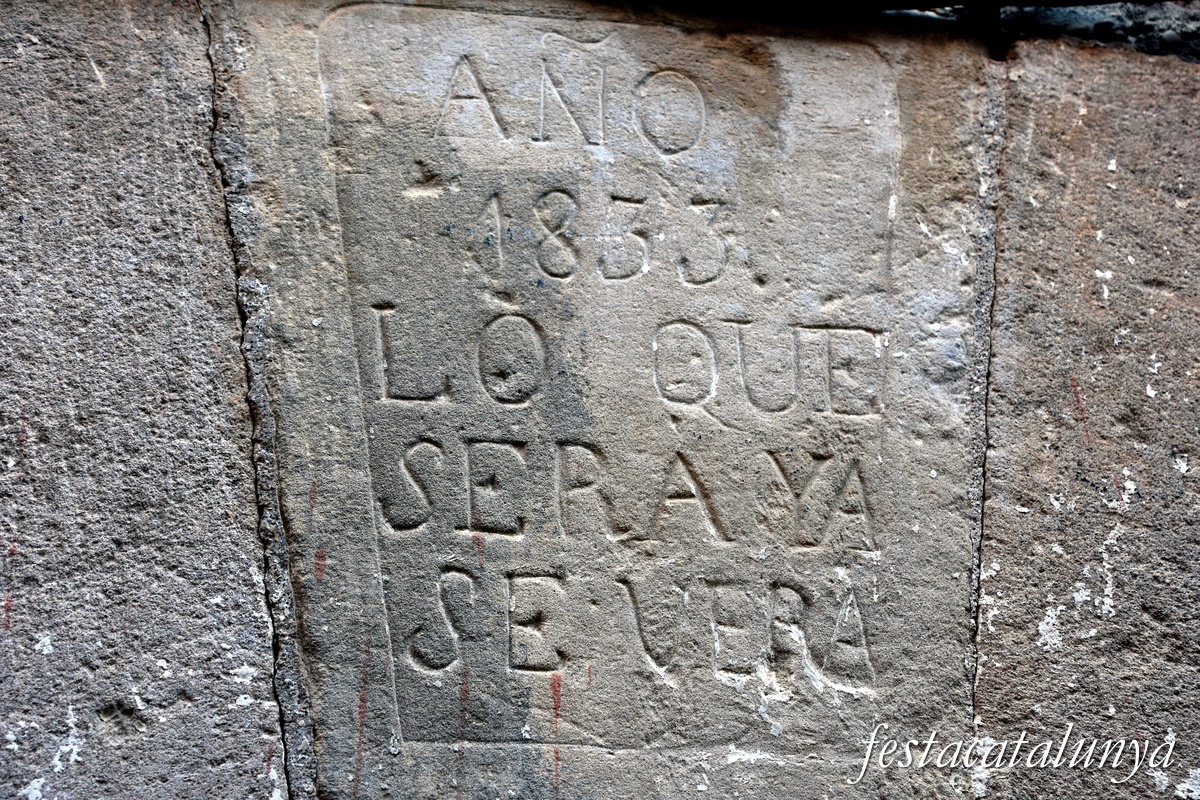 AÑO
1833.
LO QUE
SERA YA
SE VERA
festacatalunya